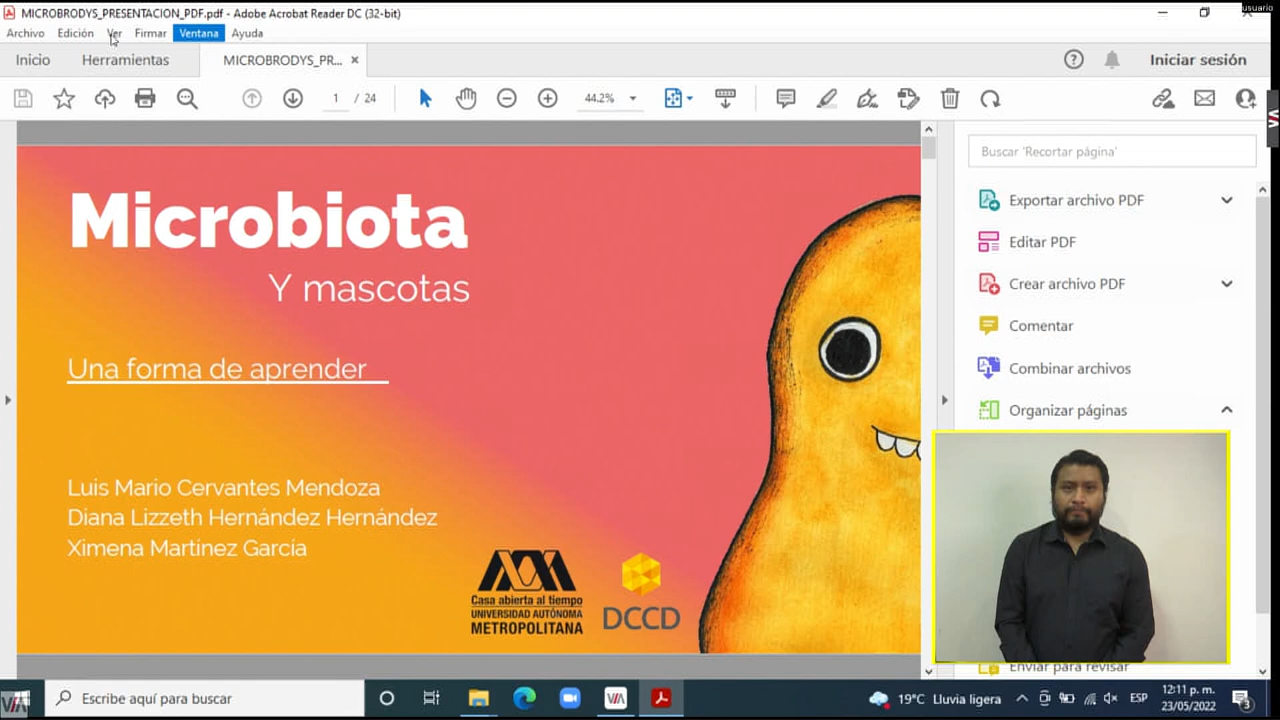 usuario
MICROBRODYS_PRESENTACION_PDF.pdf - Adobe Acrobat Reader DC (32-bit)
Archivo Edición Ver Firmar Ventana Ayuda
Inicio Herramientas MICROBRODYS_PR... Iniciar sesión
1 / 24 44.2%
Buscar 'Recortar página'
Exportar archivo PDF
Editar PDF
Crear archivo PDF
Comentar
Combinar archivos
Organizar páginas
Enviar para revisar
Microbiota
Y mascotas
Una forma de aprender
Luis Mario Cervantes Mendoza
Diana Lizzeth Hernández Hernández
Ximena Martínez García
Casa abierta al tiempo
UNIVERSIDAD AUTÓNOMA
METROPOLITANA
DCCD
Escribe aquí para buscar
19°C Lluvia ligera
ESP
12:11 p. m.
23/05/2022
3